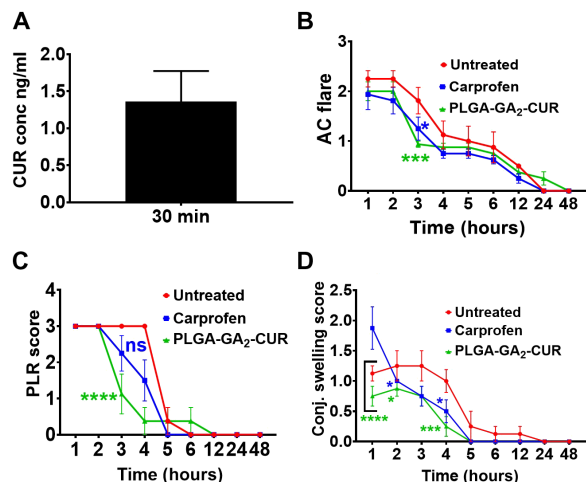 A
CUR conc ng/ml
2.0
1.5
1.0
0.5
0.0
30 min
B
AC flare
3
2
1
0
Untreated
Carprofen
PLGA-GA₂-CUR
*
***
1 2 3 4 5 6 12 24 48
Time (hours)
C
PLR score
4
3
2
1
0
Untreated
Carprofen
PLGA-GA₂-CUR
ns
****
1 2 3 4 5 6 12 24 48
Time (hours)
D
Conj. swelling score
3.0
2.5
2.0
1.5
1.0
0.5
0.0
Untreated
Carprofen
PLGA-GA₂-CUR
*
*
*
****
***
1 2 3 4 5 6 12 24 48
Time (hours)